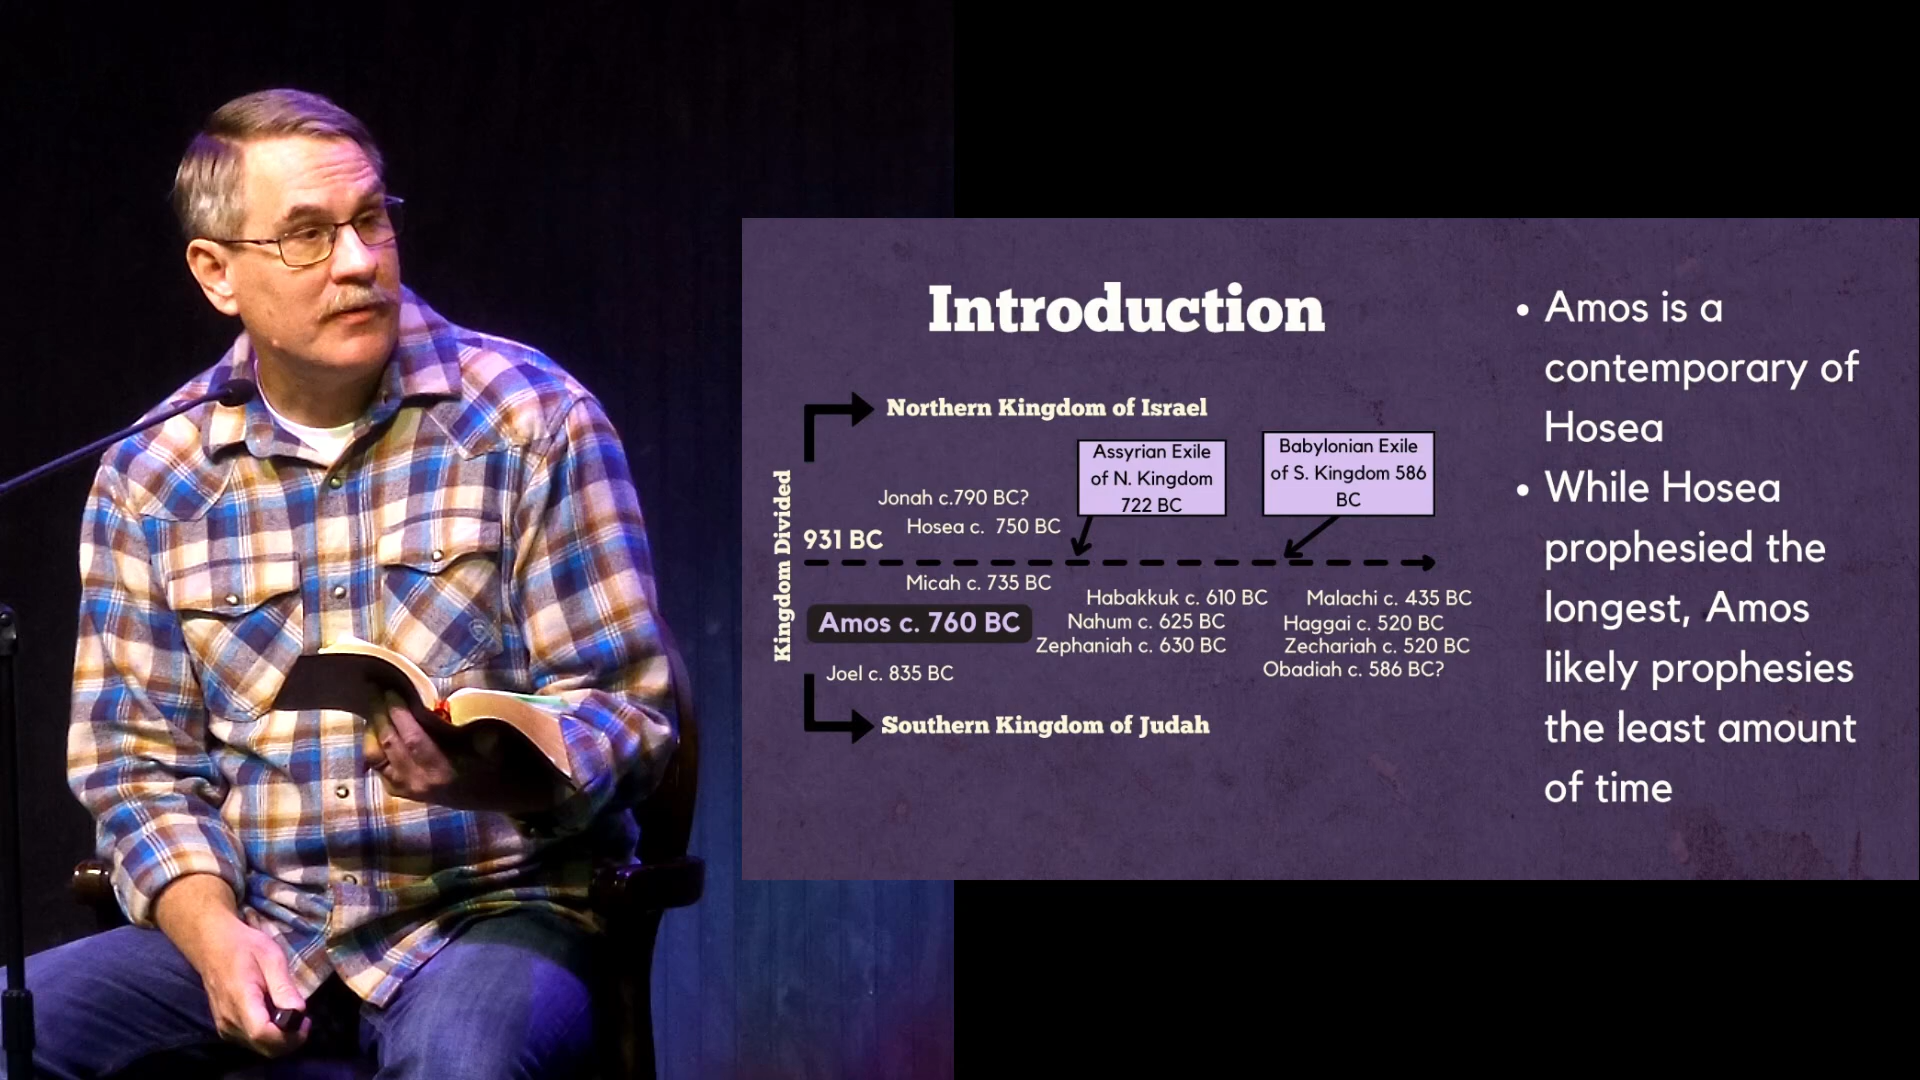 Introduction
Northern Kingdom of Israel
Assyrian Exile
of N. Kingdom
722 BC
Babylonian Exile
of S. Kingdom 586
BC
Kingdom Divided
Jonah c.790 BC?
Hosea c. 750 BC
931 BC
Micah c. 735 BC
Amos c. 760 BC
Joel c. 835 BC
Habakkuk c. 610 BC
Nahum c. 625 BC
Zephaniah c. 630 BC
Malachi c. 435 BC
Haggai c. 520 BC
Zechariah c. 520 BC
Obadiah c. 586 BC?
Southern Kingdom of Judah
• Amos is a
contemporary of
Hosea
• While Hosea
prophesied the
longest, Amos
likely prophesies
the least amount
of time